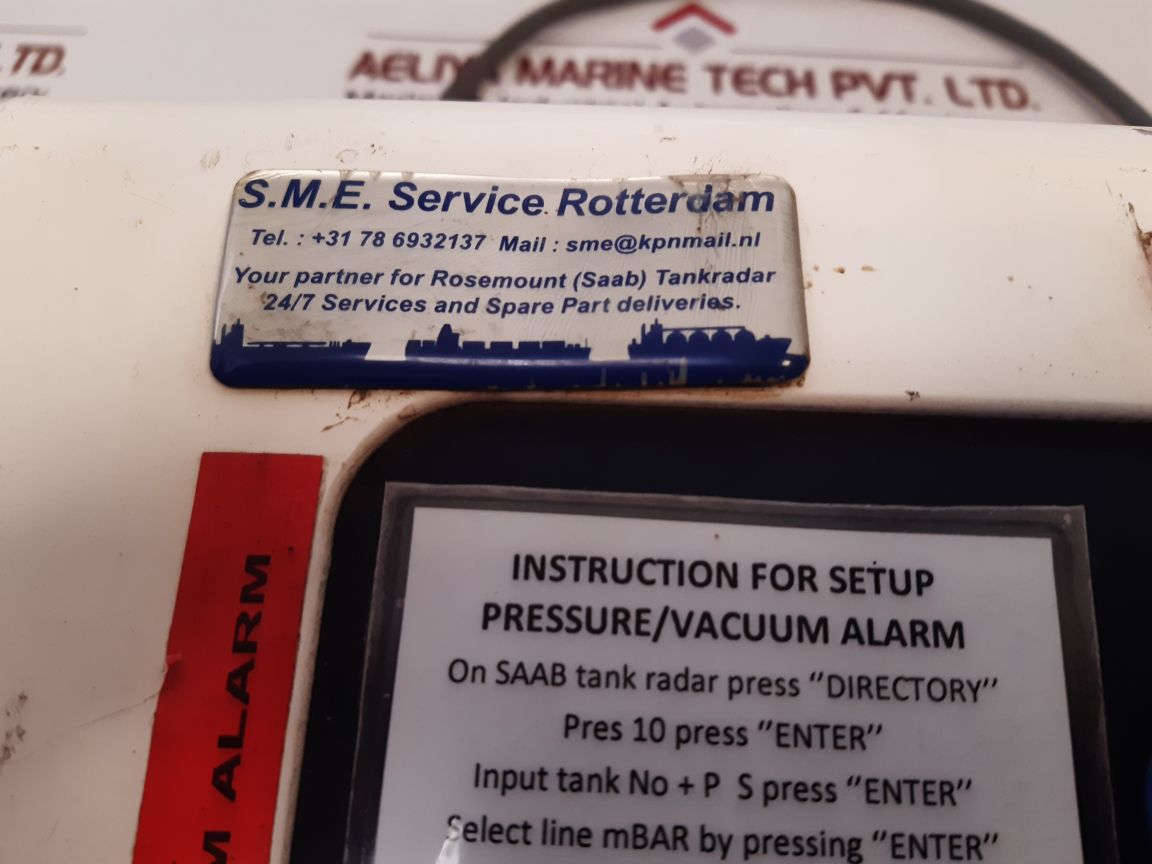 LTD.
AELIYA MARINE TECH PVT. LTD.
S.M.E. Service Rotterdam
Tel. : +31 78 6932137 Mail : sme@kpnmail.nl
Your partner for Rosemount (Saab) Tankradar
24/7 Services and Spare Part deliveries.
ALARM
INSTRUCTION FOR SETUP
PRESSURE/VACUUM ALARM
On SAAB tank radar press "DIRECTORY"
Pres 10 press "ENTER"
Input tank No + P S press "ENTER"
Select line mBAR by pressing "ENTER"